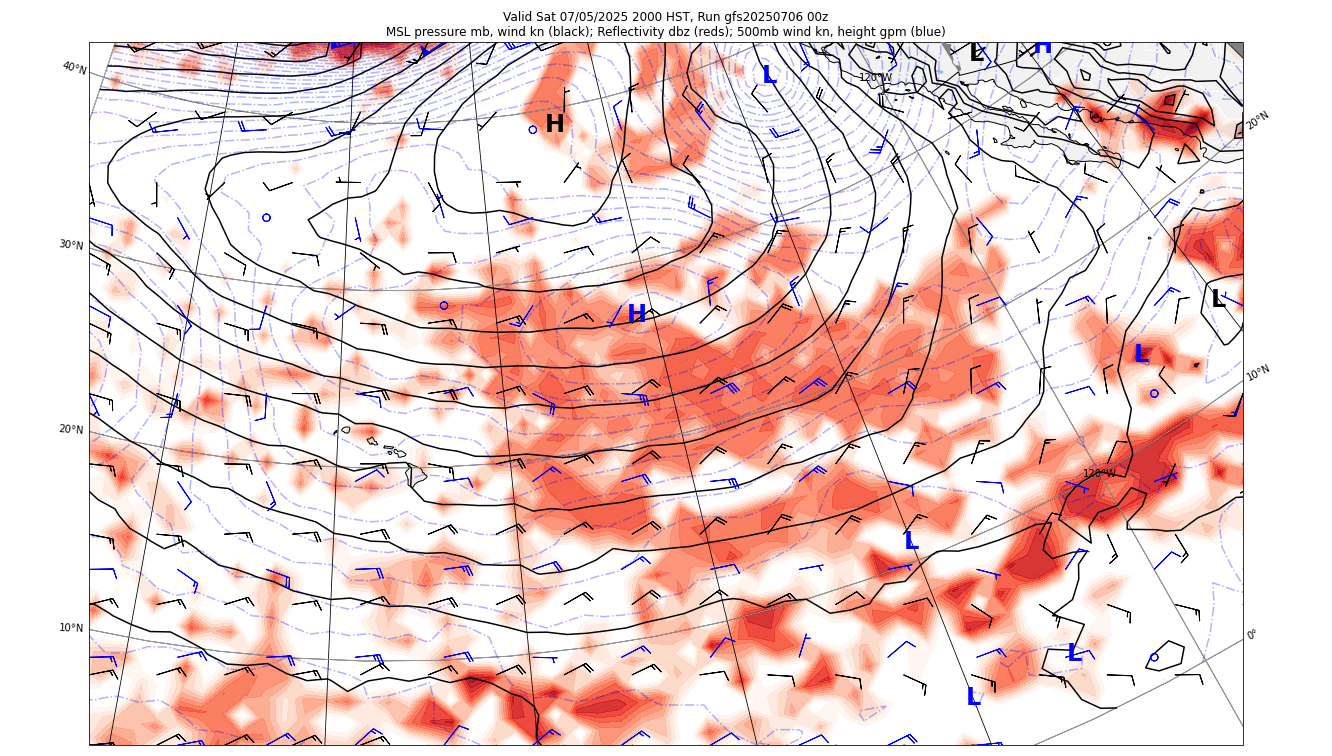 Valid Sat 07/05/2025 2000 HST, Run gfs20250706 00z
MSL pressure mb, wind kn (black); Reflectivity dbz (reds); 500mb wind kn, height gpm (blue)
L H
L
40°N
120°W
H
20°N
30°N
L
H
L
10°N
20°N
120°W
L
10°N
0°
L
L